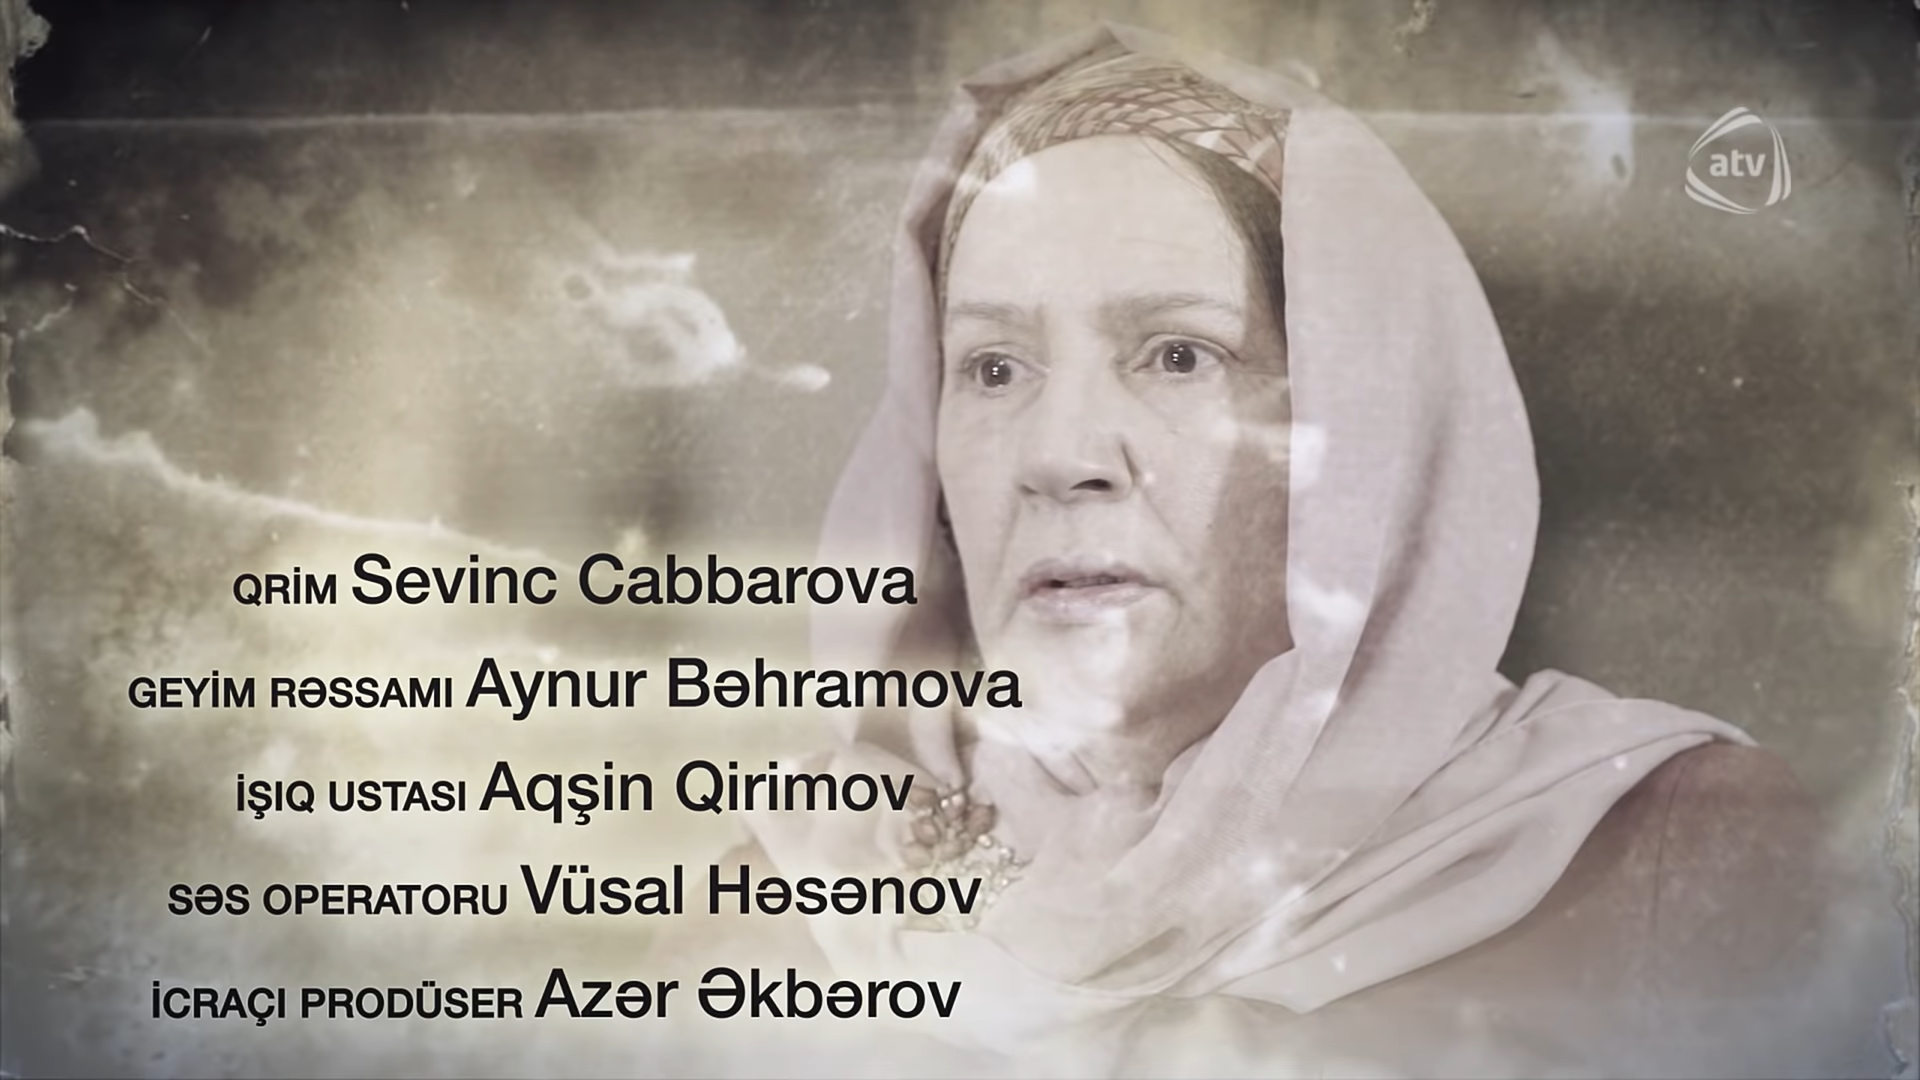 atv
QRİM Sevinc Cabbarova
GEYİM RƏSSAMI Aynur Bəhramova
İŞIQ USTASI Aqşin Qirimov
SƏS OPERATORU Vüsal Həsənov
İCRAÇI PRODÜSER Azər Əkbərov